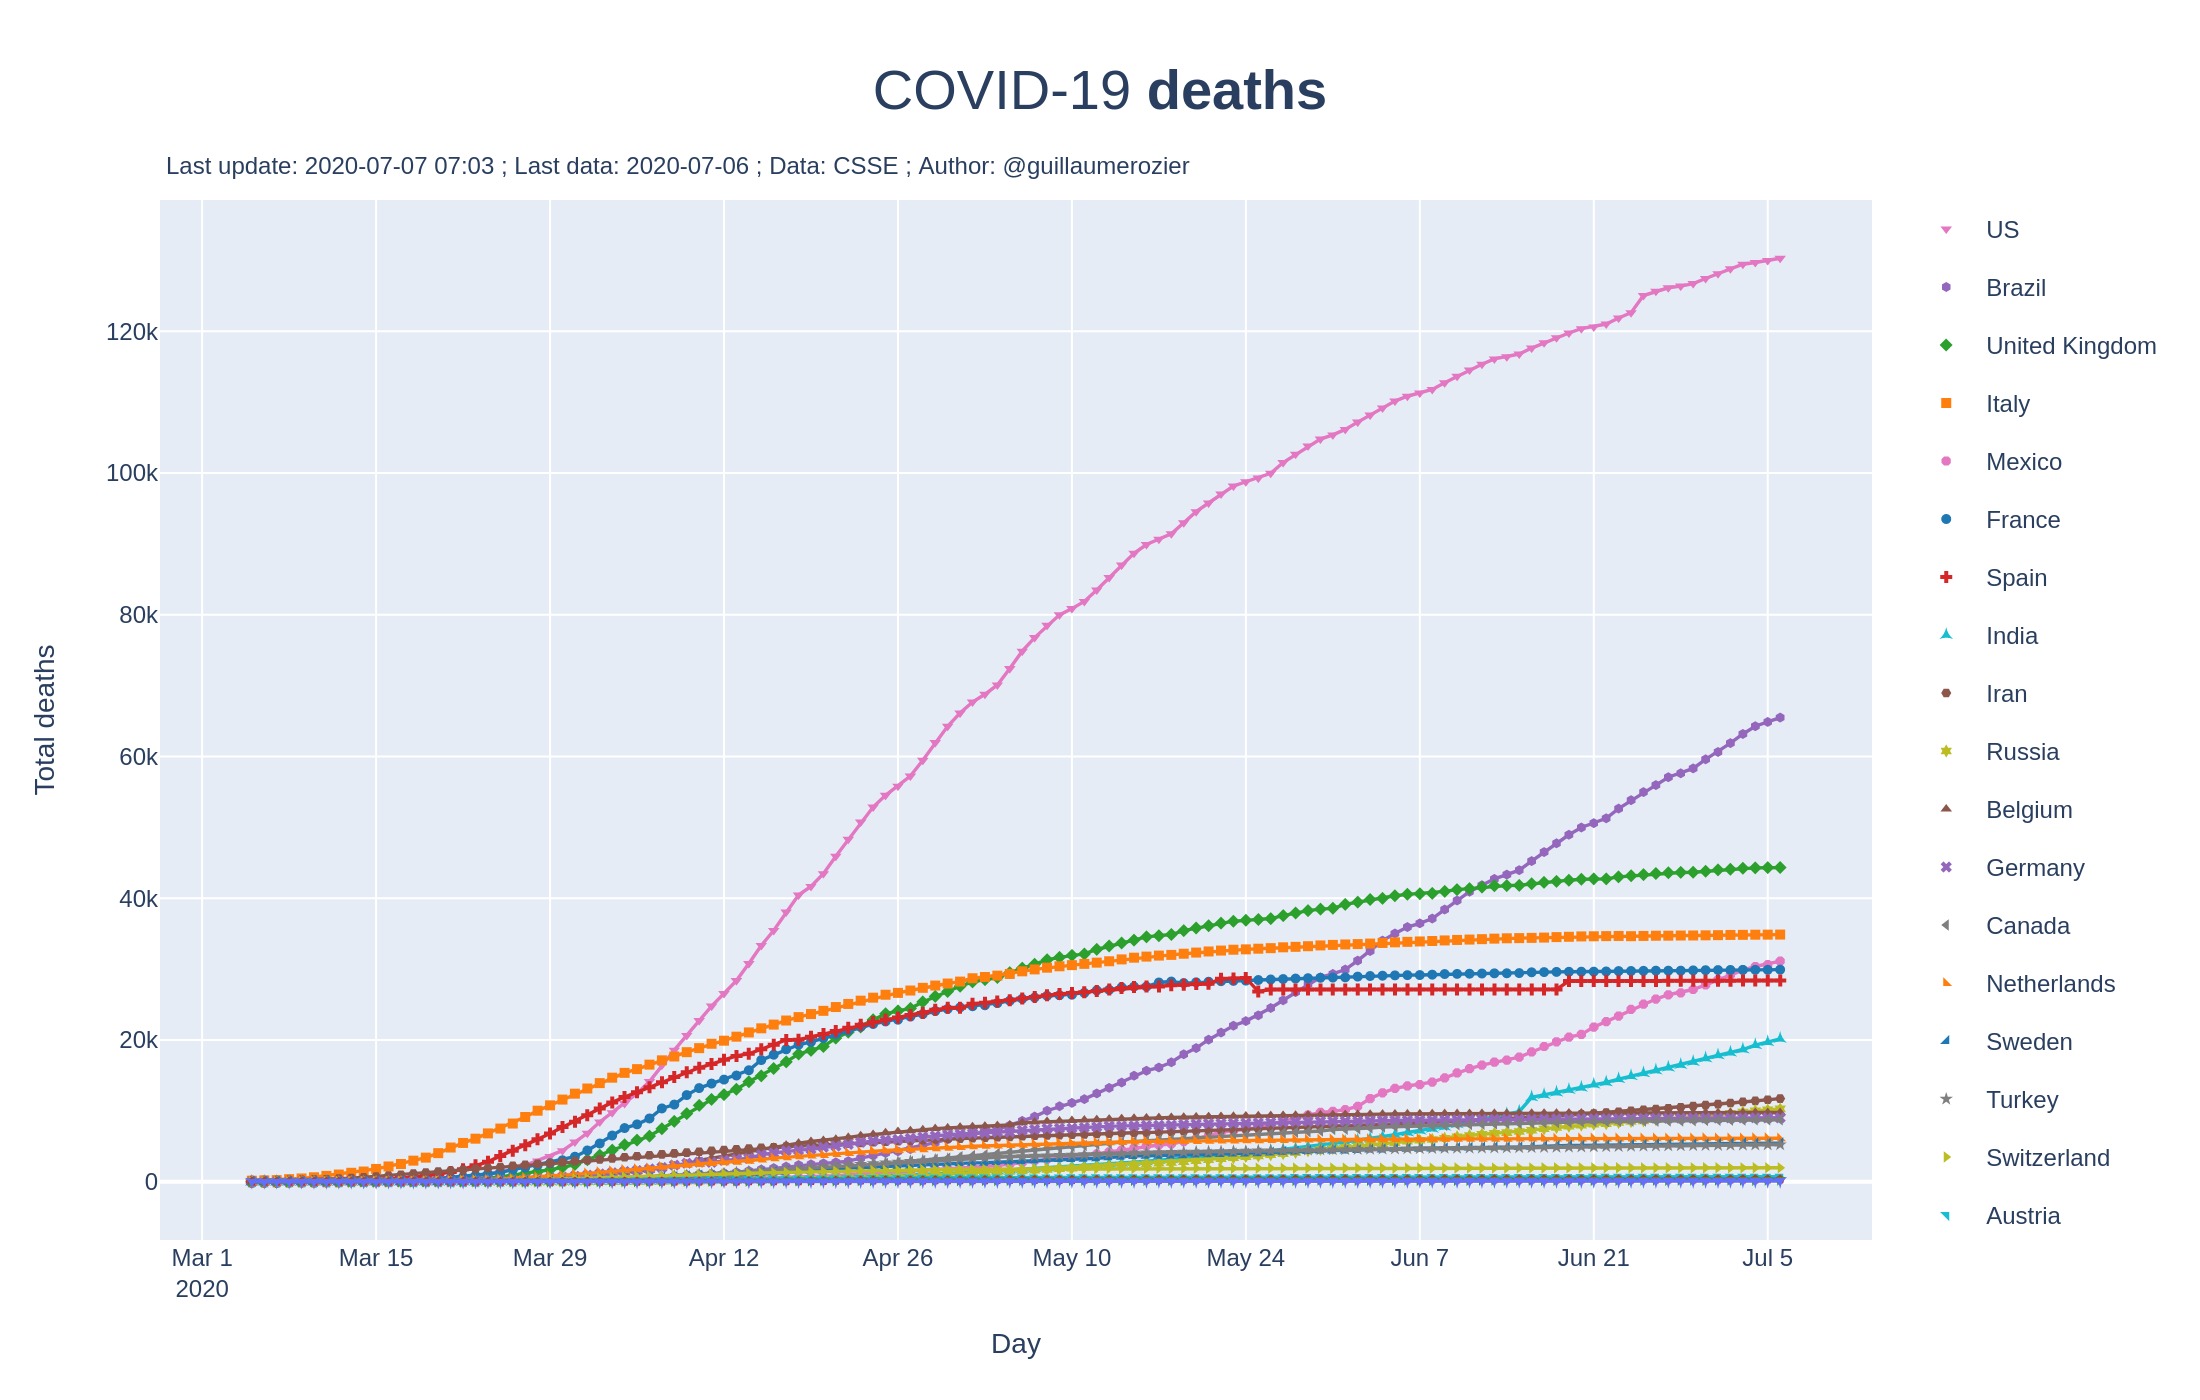 COVID-19 deaths
Last update: 2020-07-07 07:03 ; Last data: 2020-07-06 ; Data: CSSE ; Author: @guillaumerozier
US
Brazil
United Kingdom
Italy
Mexico
France
Spain
India
Iran
Russia
Belgium
Germany
Canada
Netherlands
Sweden
Turkey
Switzerland
Austria
Total deaths
120k
100k
80k
60k
40k
20k
0
Mar 1 Mar 15 Mar 29 Apr 12 Apr 26 May 10 May 24 Jun 7 Jun 21 Jul 5
2020
Day